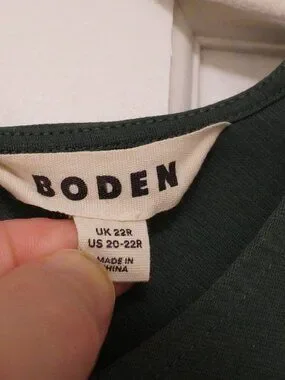 BODEN
UK 22R
US 20-22R
MADE IN
CHINA